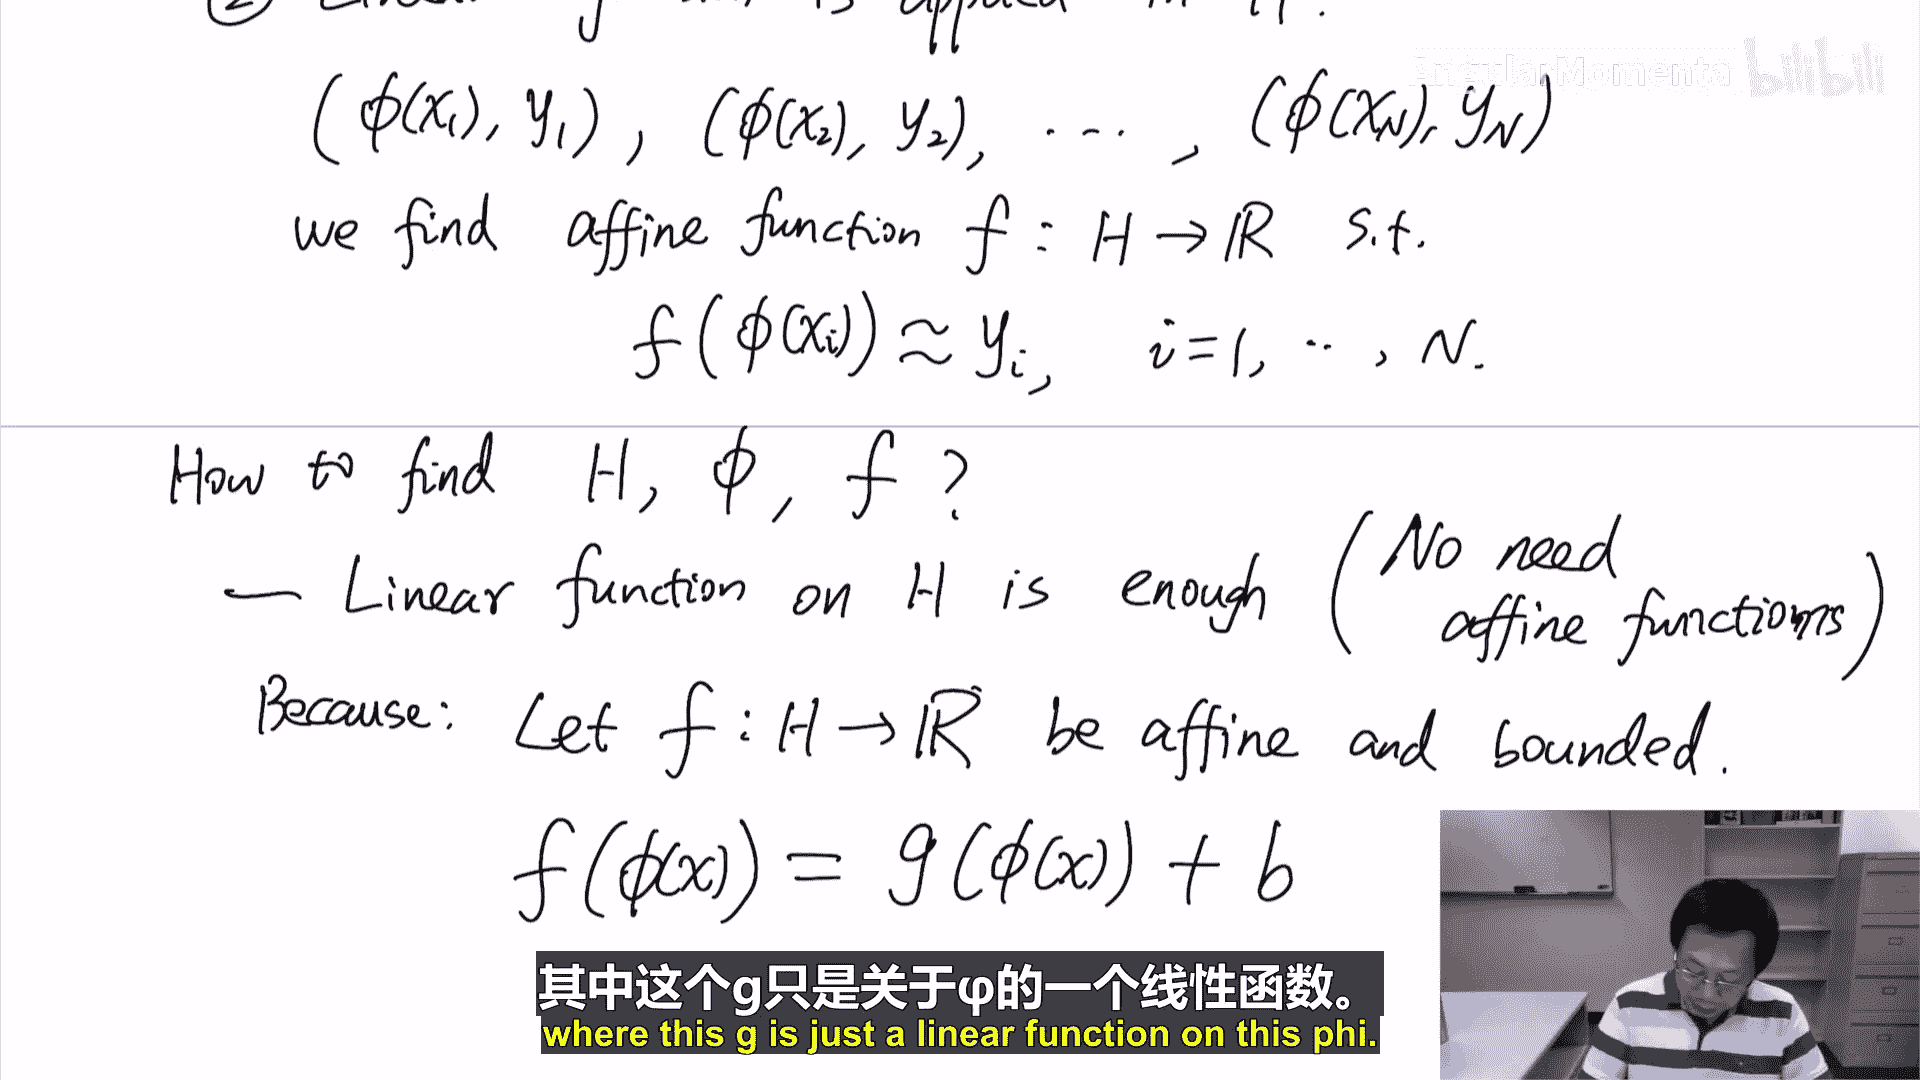 AngularMomenta bilibili
(ϕ(x₁), y₁), (ϕ(x₂), y₂), ..., (ϕ(x_N), y_N)
we find affine function f : H → ℝ s.t.
f(ϕ(xᵢ)) ≈ yᵢ, i=1, .., N.
How to find H, ϕ, f ?
— Linear function on H is enough (No need
affine functions)
Because: Let f : H → ℝ be affine and bounded.
f(ϕ(x)) = g(ϕ(x)) + b
其中这个g只是关于φ的一个线性函数。
where this g is just a linear function on this phi.